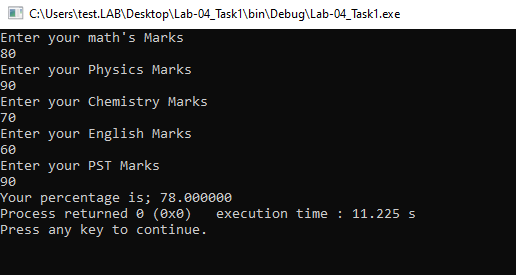 C:\Users\test.LAB\Desktop\Lab-04_Task1\bin\Debug\Lab-04_Task1.exe
Enter your math's Marks
80
Enter your Physics Marks
90
Enter your Chemistry Marks
70
Enter your English Marks
60
Enter your PST Marks
90
Your percentage is; 78.000000
Process returned 0 (0x0)   execution time : 11.225 s
Press any key to continue.